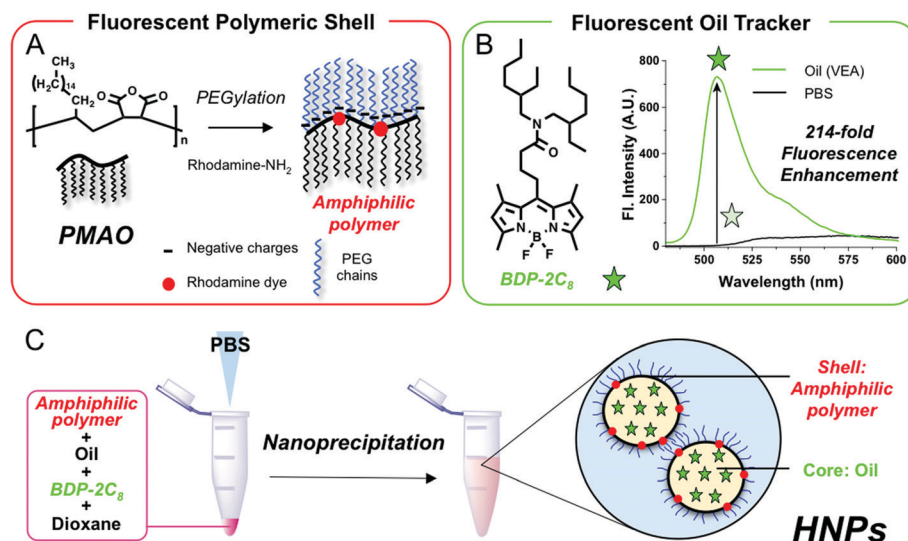 Fluorescent Polymeric Shell
A
CH₃
(H₂C)₁₄
CH₂
O
O
O
n
PEGylation
Rhodamine-NH₂
PMAO
Amphiphilic
polymer
Negative charges
Rhodamine dye
PEG
chains
Fluorescent Oil Tracker
B
N
O
N
N
B
F
F
BDP-2C₈
Fl. Intensity (A.U.)
800
600
400
200
0
Oil (VEA)
PBS
214-fold
Fluorescence
Enhancement
500
525
550
575
600
Wavelength (nm)
C
PBS
Amphiphilic
polymer
+
Oil
+
BDP-2C₈
+
Dioxane
Nanoprecipitation
Shell:
Amphiphilic
polymer
Core: Oil
HNPs